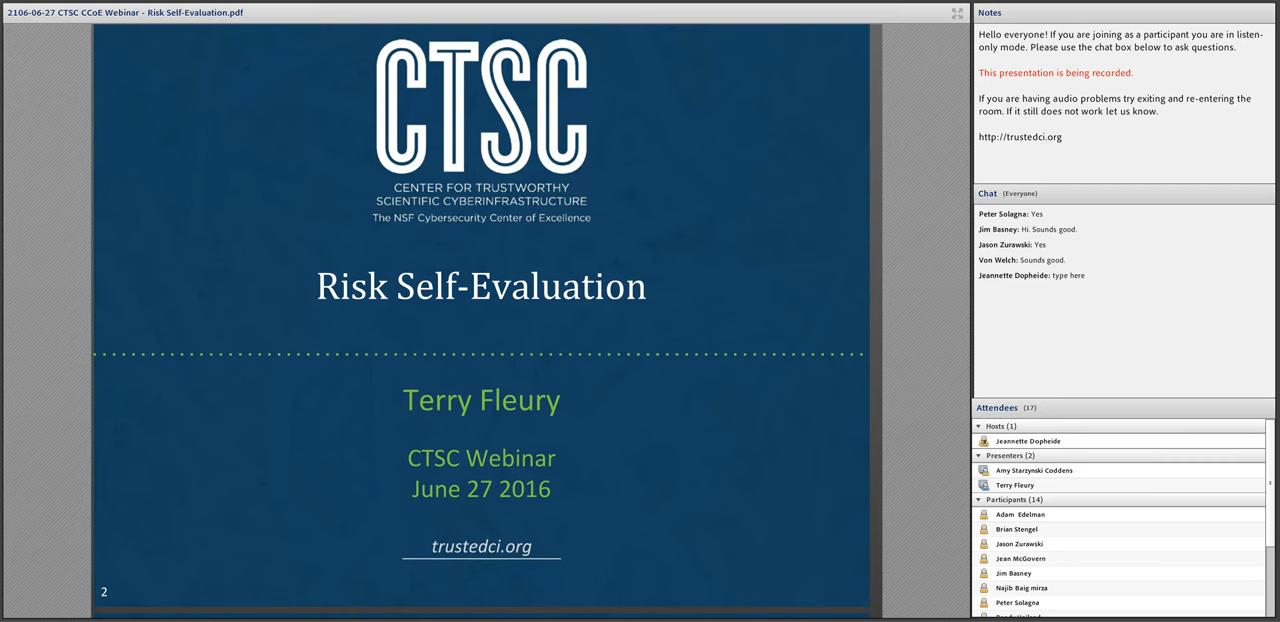 2106-06-27 CTSC CCoE Webinar - Risk Self-Evaluation.pdf
CTSC
CENTER FOR TRUSTWORTHY
SCIENTIFIC CYBERINFRASTRUCTURE
The NSF Cybersecurity Center of Excellence
Risk Self-Evaluation
Terry Fleury
CTSC Webinar
June 27 2016
trustedci.org
2
Notes
Hello everyone! If you are joining as a participant you are in listen-
only mode. Please use the chat box below to ask questions.
This presentation is being recorded.
If you are having audio problems try exiting and re-entering the
room. If it still does not work let us know.
http://trustedci.org
Chat (Everyone)
Peter Solagna: Yes
Jim Basney: Hi. Sounds good.
Jason Zurawski: Yes
Von Welch: Sounds good.
Jeannette Dopheide: type here
Attendees (17)
Hosts (1)
Jeannette Dopheide
Presenters (2)
Amy Starzynski Coddens
Terry Fleury
Participants (14)
Adam Edelman
Brian Stengel
Jason Zurawski
Jean McGovern
Jim Basney
Najib Baig mirza
Peter Solagna